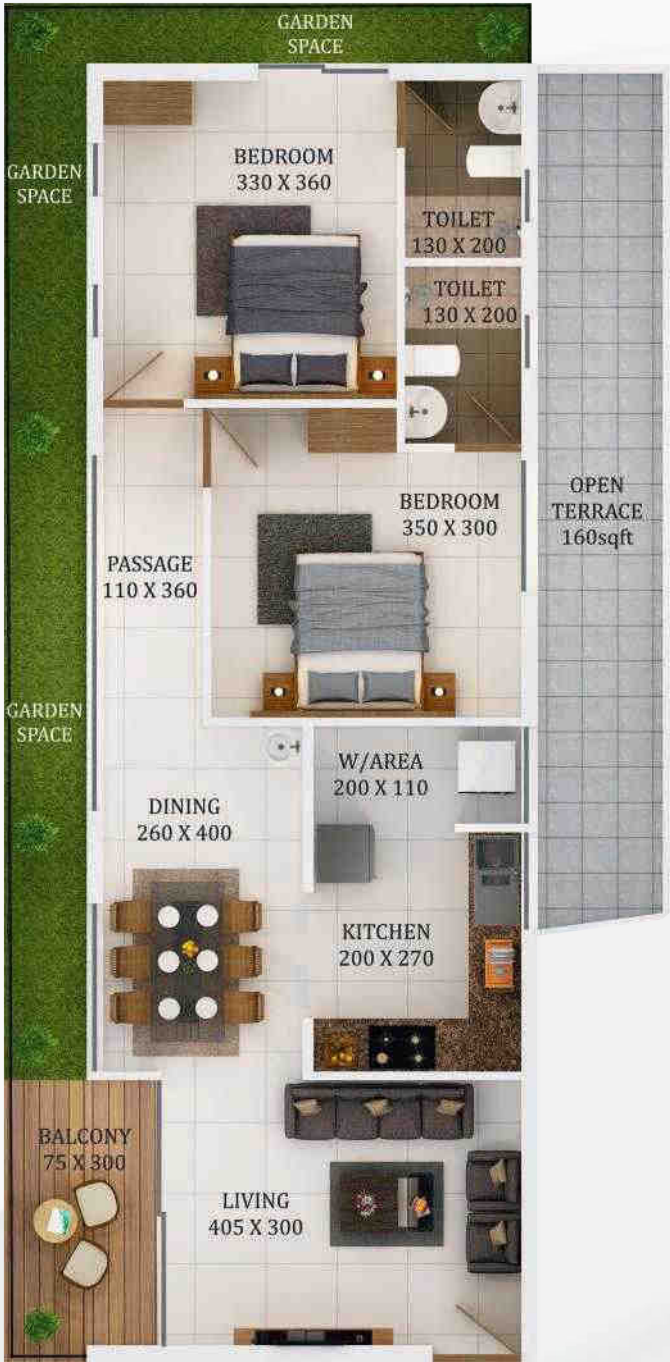 GARDEN
SPACE
GARDEN
SPACE
BEDROOM
330 X 360
TOILET
130 X 200
TOILET
130 X 200
BEDROOM
350 X 300
OPEN
TERRACE
160sqft
PASSAGE
110 X 360
GARDEN
SPACE
W/AREA
200 X 110
DINING
260 X 400
KITCHEN
200 X 270
BALCONY
75 X 300
LIVING
405 X 300